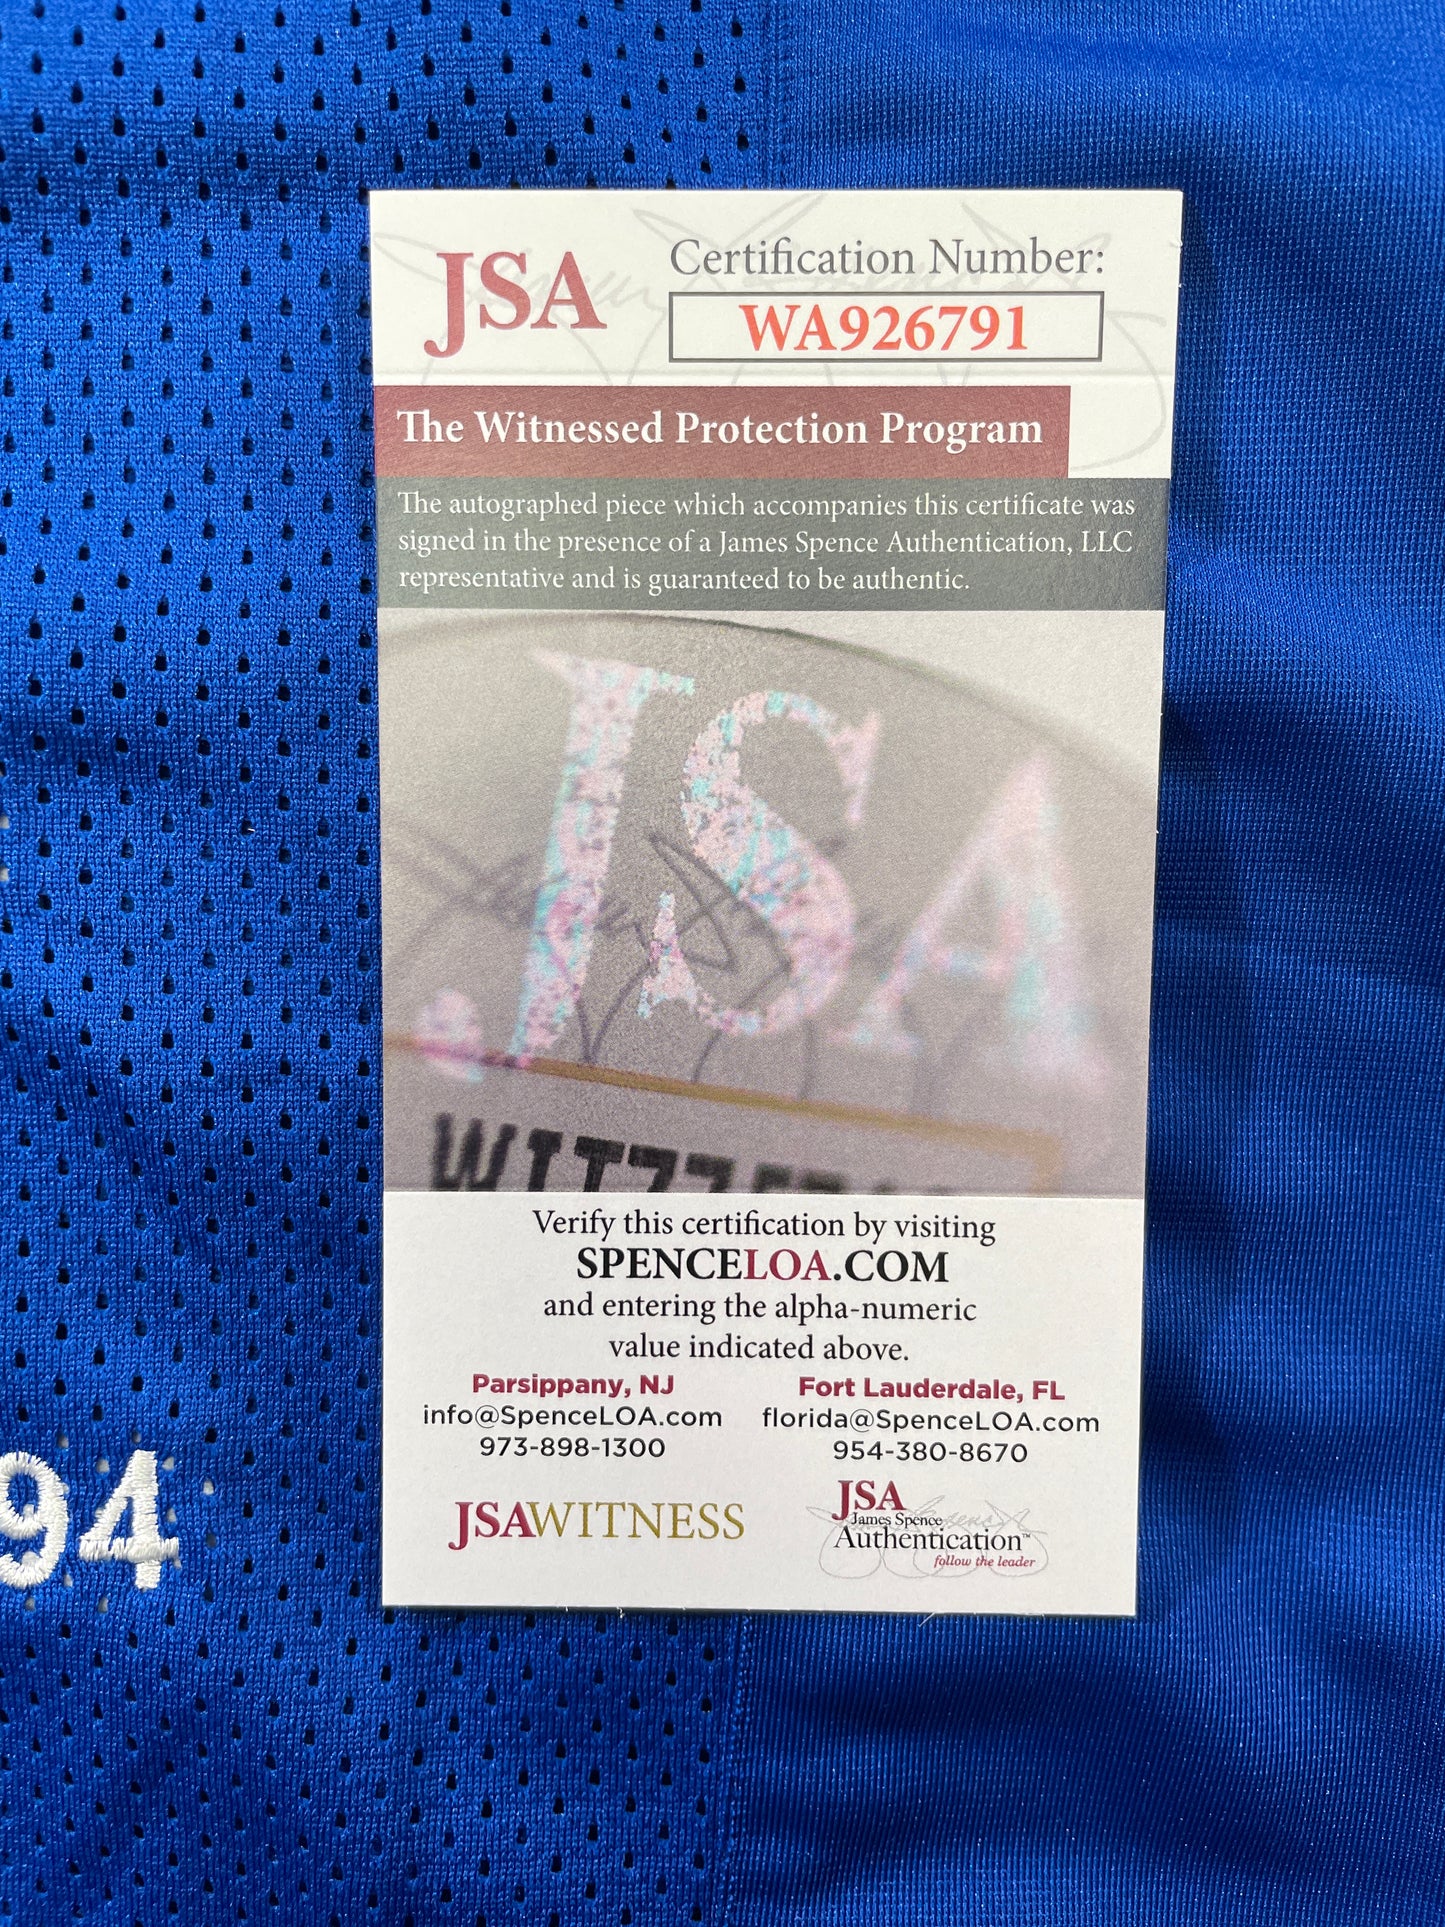 JSA
Certification Number:
WA926791
The Witnessed Protection Program
The autographed piece which accompanies this certificate was
signed in the presence of a James Spence Authentication, LLC
representative and is guaranteed to be authentic.
JSA
Verify this certification by visiting
SPENCELOA.COM
and entering the alpha-numeric
value indicated above.
Parsippany, NJ
info@SpenceLOA.com
973-898-1300
Fort Lauderdale, FL
florida@SpenceLOA.com
954-380-8670
94
JSAWITNESS
JSA
James Spence
Authentication™
follow the leader